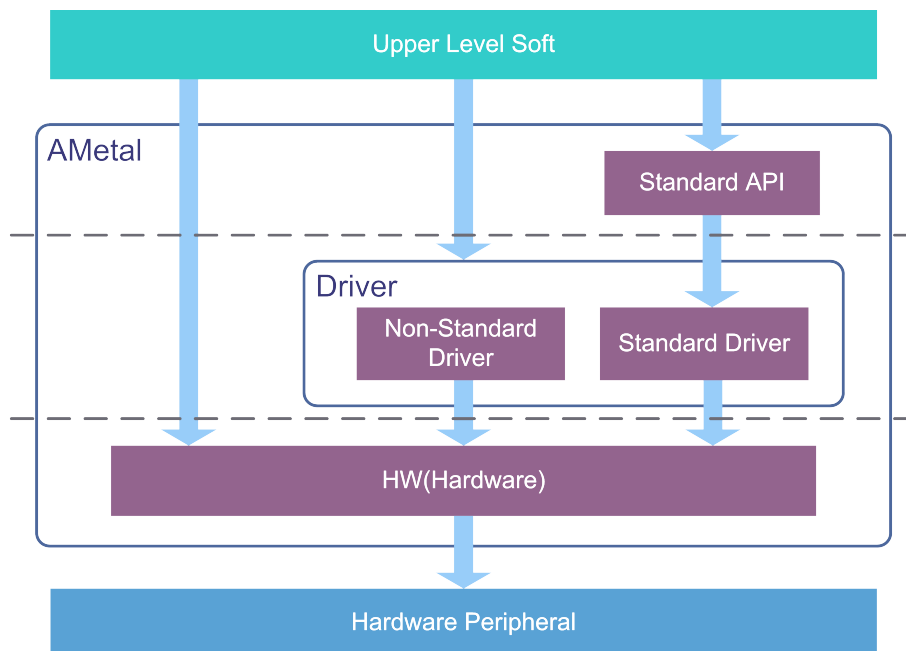 Upper Level Soft
AMetal
Standard API
Driver
Non-Standard
Driver
Standard Driver
HW(Hardware)
Hardware Peripheral